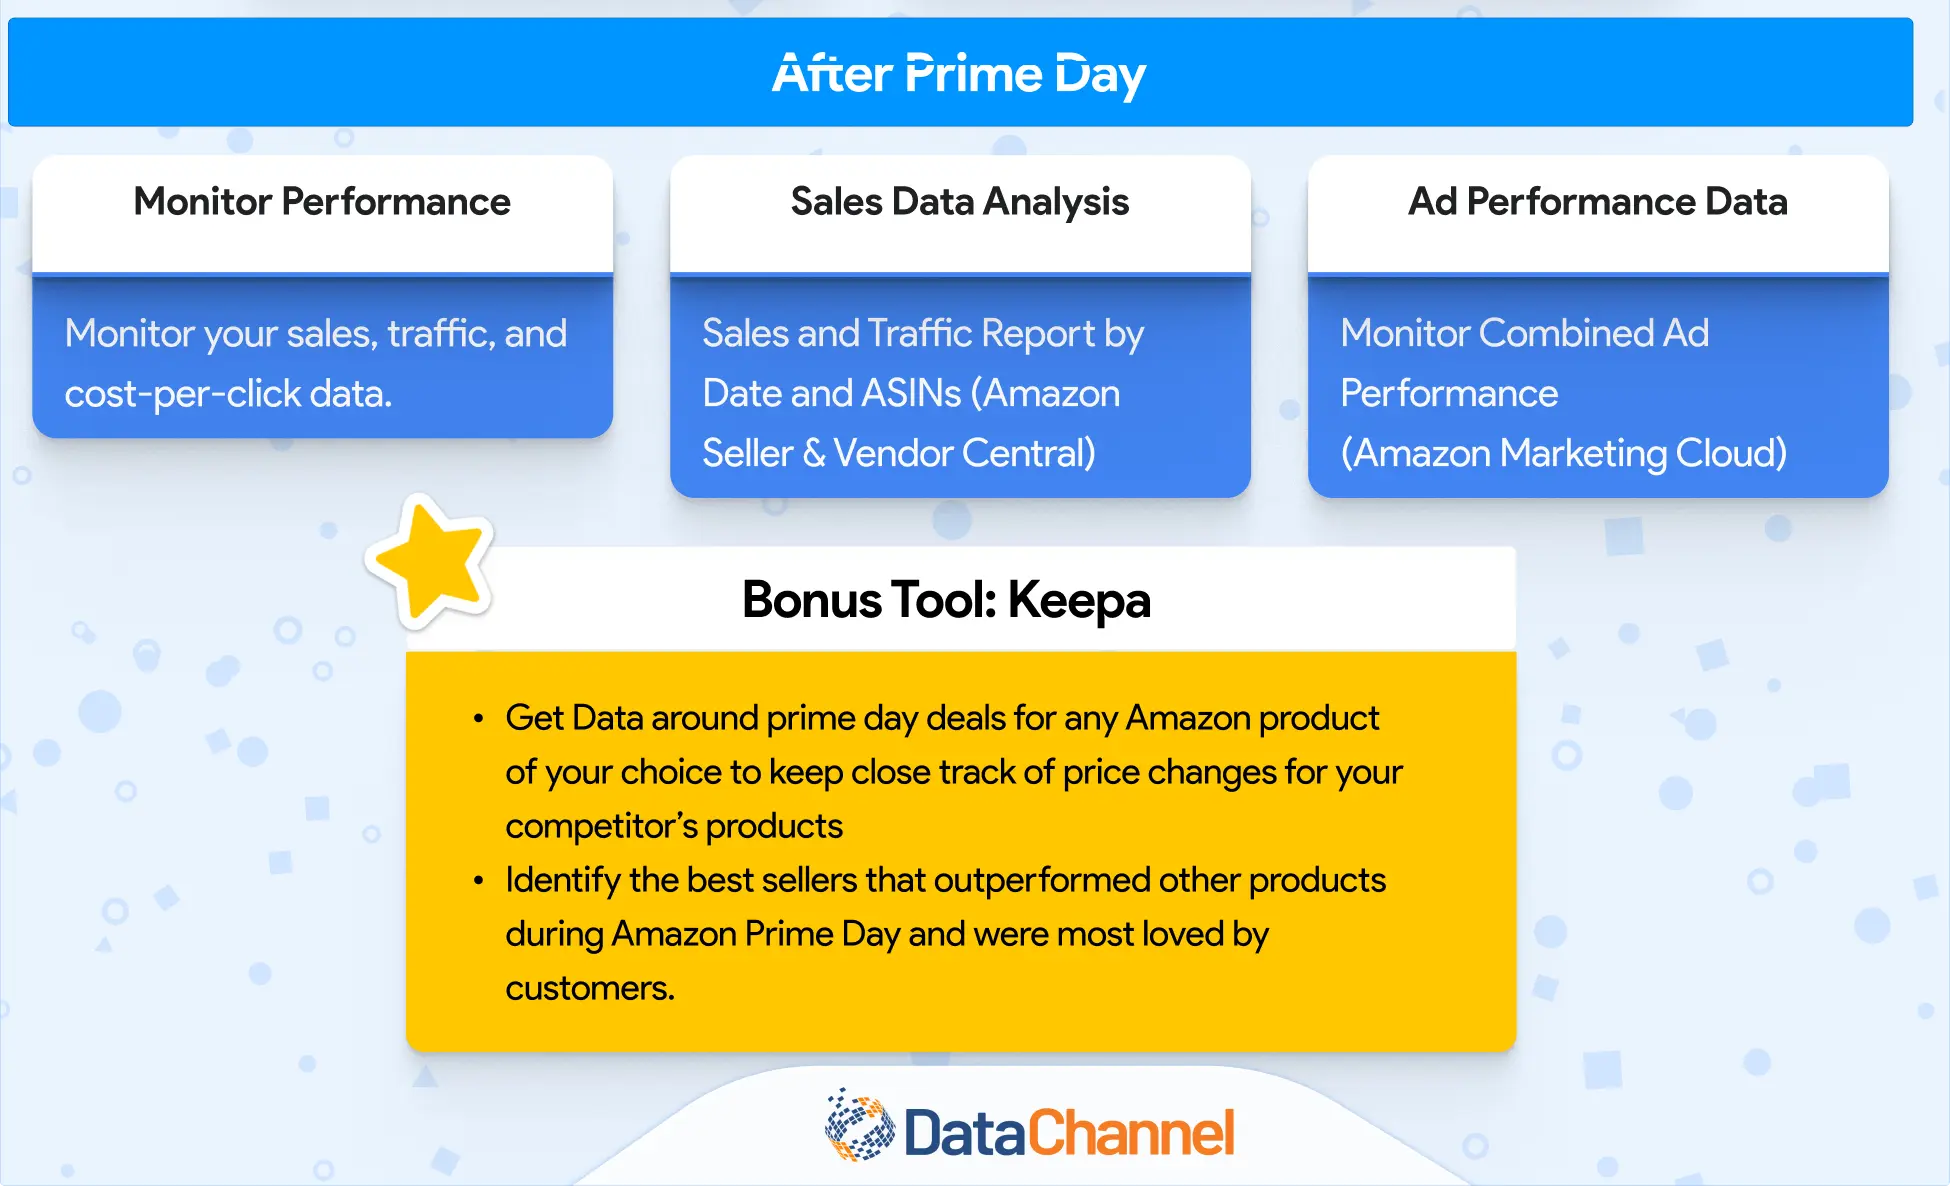 After Prime Day
Monitor Performance
Monitor your sales, traffic, and
cost-per-click data.
Sales Data Analysis
Sales and Traffic Report by
Date and ASINs (Amazon
Seller & Vendor Central)
Ad Performance Data
Monitor Combined Ad
Performance
(Amazon Marketing Cloud)
Bonus Tool: Keepa
• Get Data around prime day deals for any Amazon product
of your choice to keep close track of price changes for your
competitor’s products
• Identify the best sellers that outperformed other products
during Amazon Prime Day and were most loved by
customers.
DataChannel